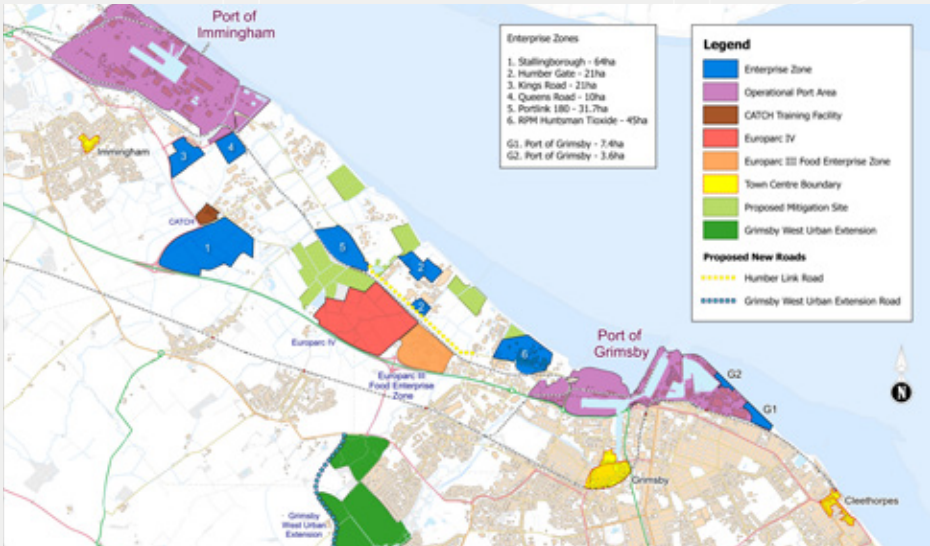 Port of
Immingham
Enterprise Zones
1. Stallingborough - 64ha
2. Humber Gate - 21ha
3. Kings Road - 21ha
4. Queens Road - 10ha
5. Portlink 180 - 31.7ha
6. RPM Huntsman Tioxide - 45ha
G1. Port of Grimsby - 7.4ha
G2. Port of Grimsby - 3.6ha
Legend
Enterprise Zone
Operational Port Area
CATCH Training Facility
Europarc IV
Europarc III Food Enterprise Zone
Town Centre Boundary
Proposed Mitigation Site
Grimsby West Urban Extension
Proposed New Roads
Humber Link Road
Grimsby West Urban Extension Road
Immingham
3
4
CATCH
1
5
2
2
Europarc IV
Europarc III
Food Enterprise
Zone
6
Port of
Grimsby
G2
G1
N
Grimsby
Cleethorpes
Grimsby
West Urban
Extension